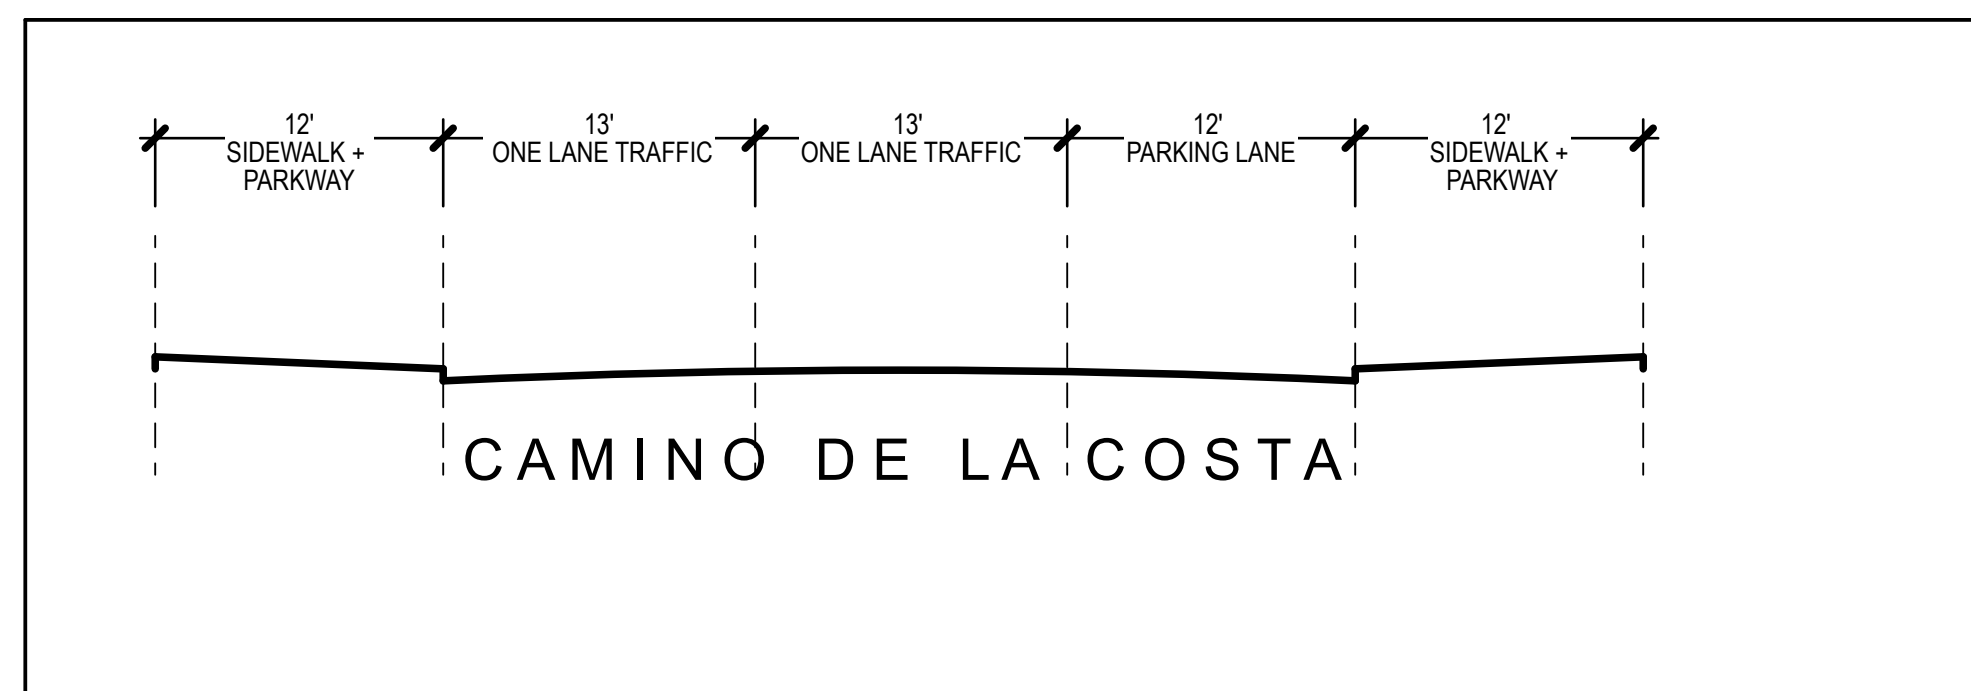 12'
SIDEWALK +
PARKWAY
13'
ONE LANE TRAFFIC
13'
ONE LANE TRAFFIC
12'
PARKING LANE
12'
SIDEWALK +
PARKWAY
CAMINO DE LA COSTA